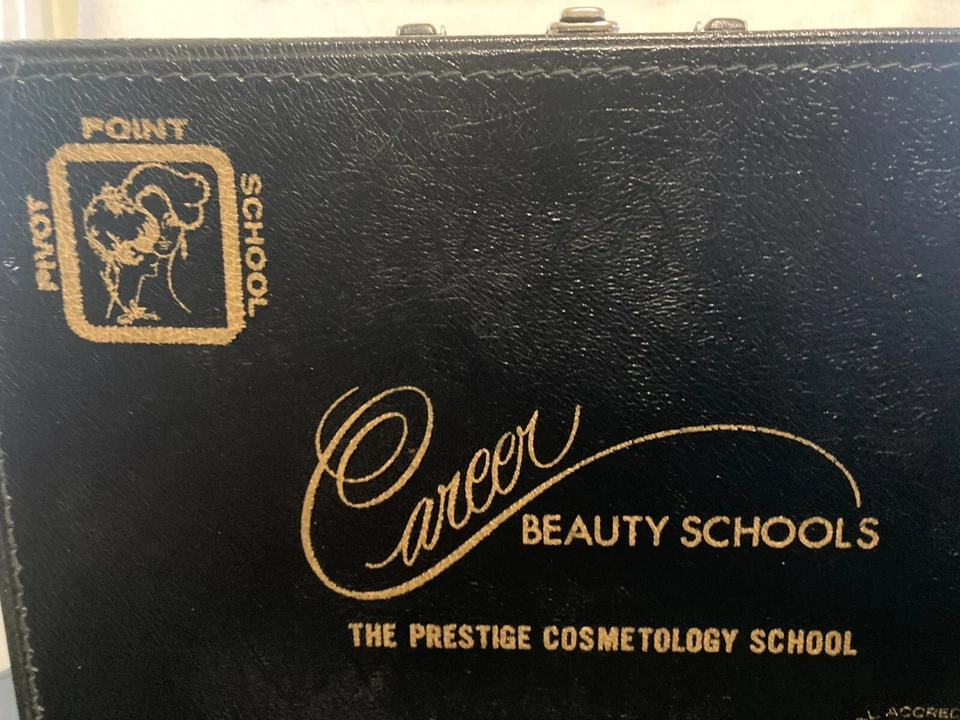 PIVOT
POINT
SCHOOL
Career
BEAUTY SCHOOLS
THE PRESTIGE COSMETOLOGY SCHOOL